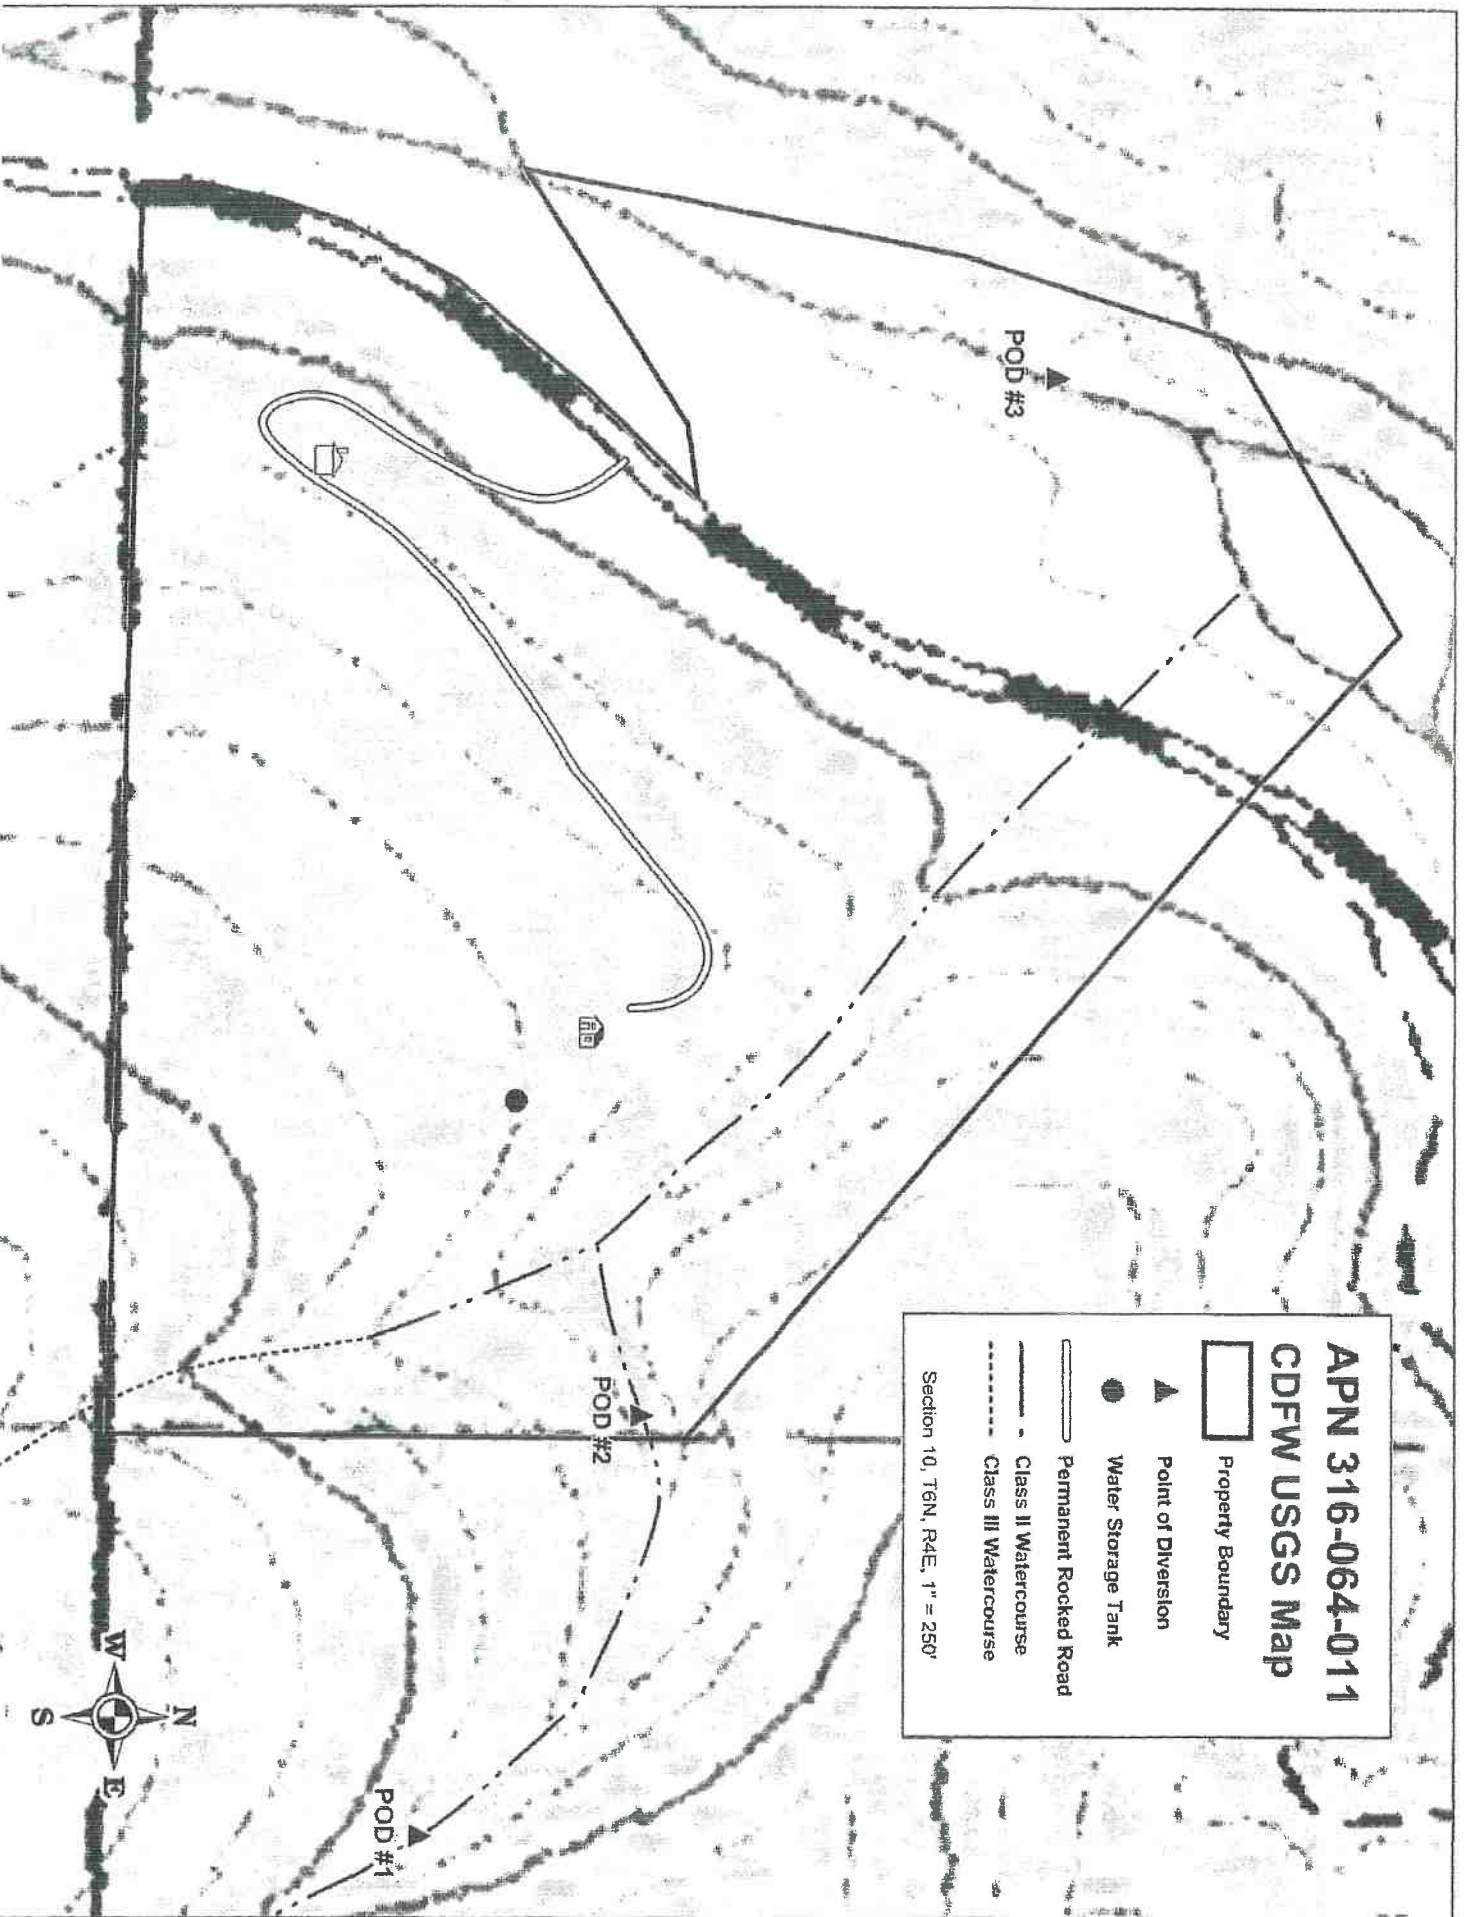 APN 316-064-011
CDFW USGS Map
Property Boundary
Point of Diversion
Water Storage Tank
Permanent Rocked Road
Class II Watercourse
Class III Watercourse
Section 10, T6N, R4E, 1" = 250'
POD #3
POD #2
POD #1
N
W
E
S